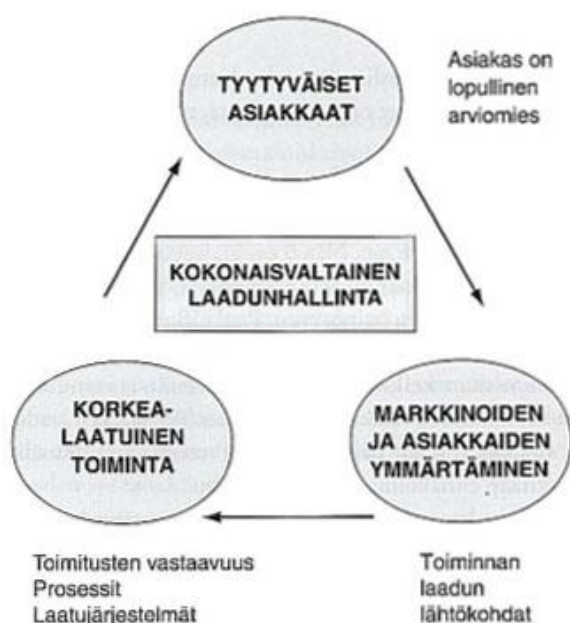 TYYTYVÄISET
ASIAKKAAT
Asiakas on
lopullinen
arviomies
KOKONAISVALTAINEN
LAADUNHALLINTA
KORKEA-
LAATUINEN
TOIMINTA
MARKKINOIDEN
JA ASIAKKAIDEN
YMMÄRTÄMINEN
Toimitusten vastaavuus
Prosessit
Laatujärjestelmät
Toiminnan
laadun
lähtökohdat